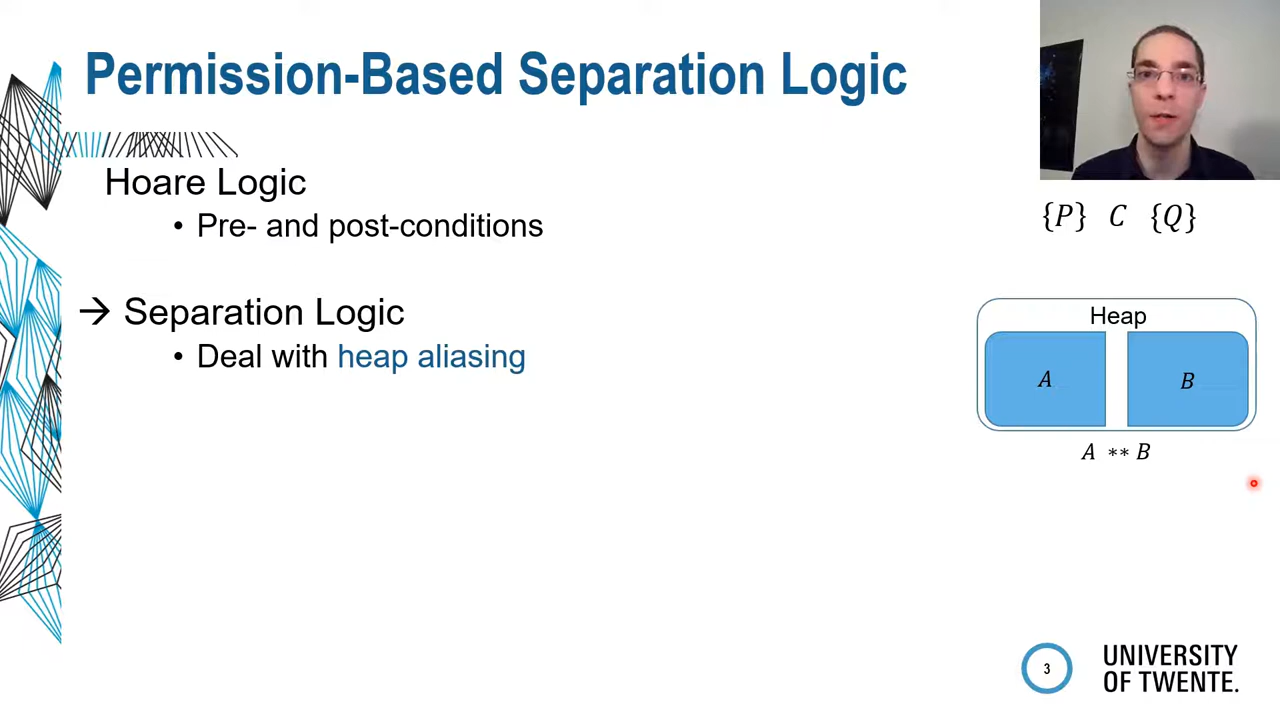 Permission-Based Separation Logic
Hoare Logic
• Pre- and post-conditions
{P} C {Q}
→ Separation Logic
• Deal with heap aliasing
Heap
A
B
A ** B
3
UNIVERSITY
OF TWENTE.